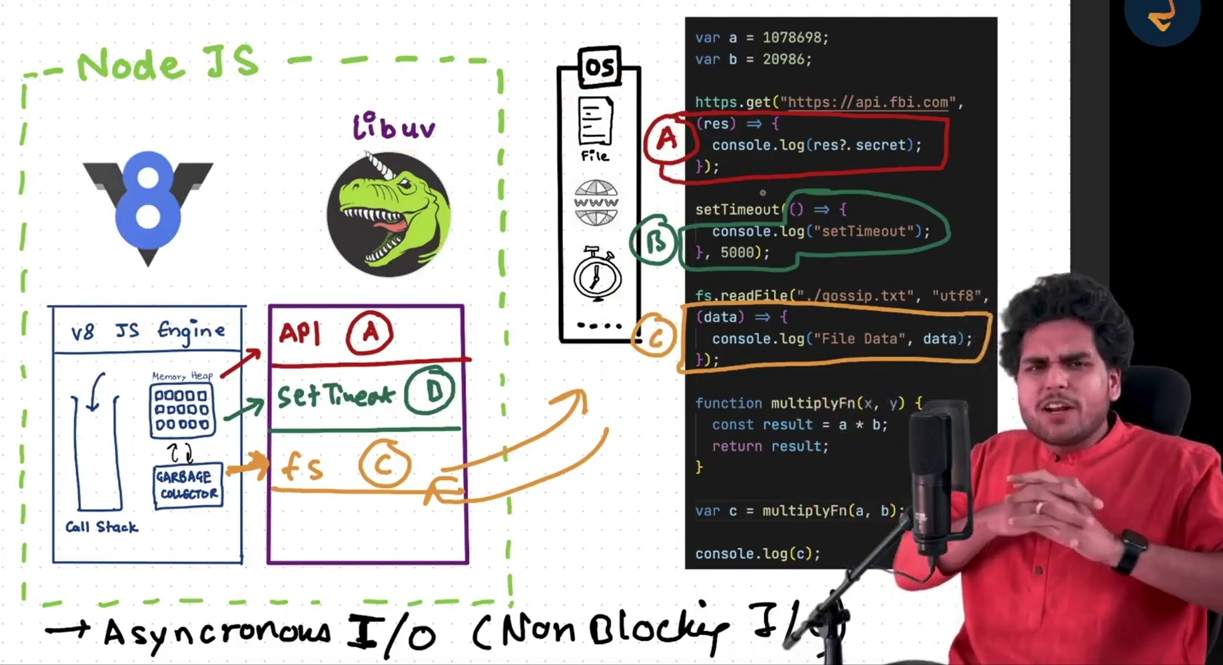 Node JS
libuv
8
V8 JS Engine
Memory Heap
GARBAGE
COLLECTOR
Call Stack
API A
setTimeout B
fs C
OS
File
WWW
A
B
C
var a = 1078698;
var b = 20986;
https.get("https://api.fbi.com",
(res) => {
console.log(res?.secret);
});
setTimeout(() => {
console.log("setTimeout");
}, 5000);
fs.readFile("./gossip.txt", "utf8",
(data) => {
console.log("File Data", data);
});
function multiplyFn(x, y) {
const result = a * b;
return result;
}
var c = multiplyFn(a, b);
console.log(c);
→ Asyncronous I/O (Non Blocking I/O)